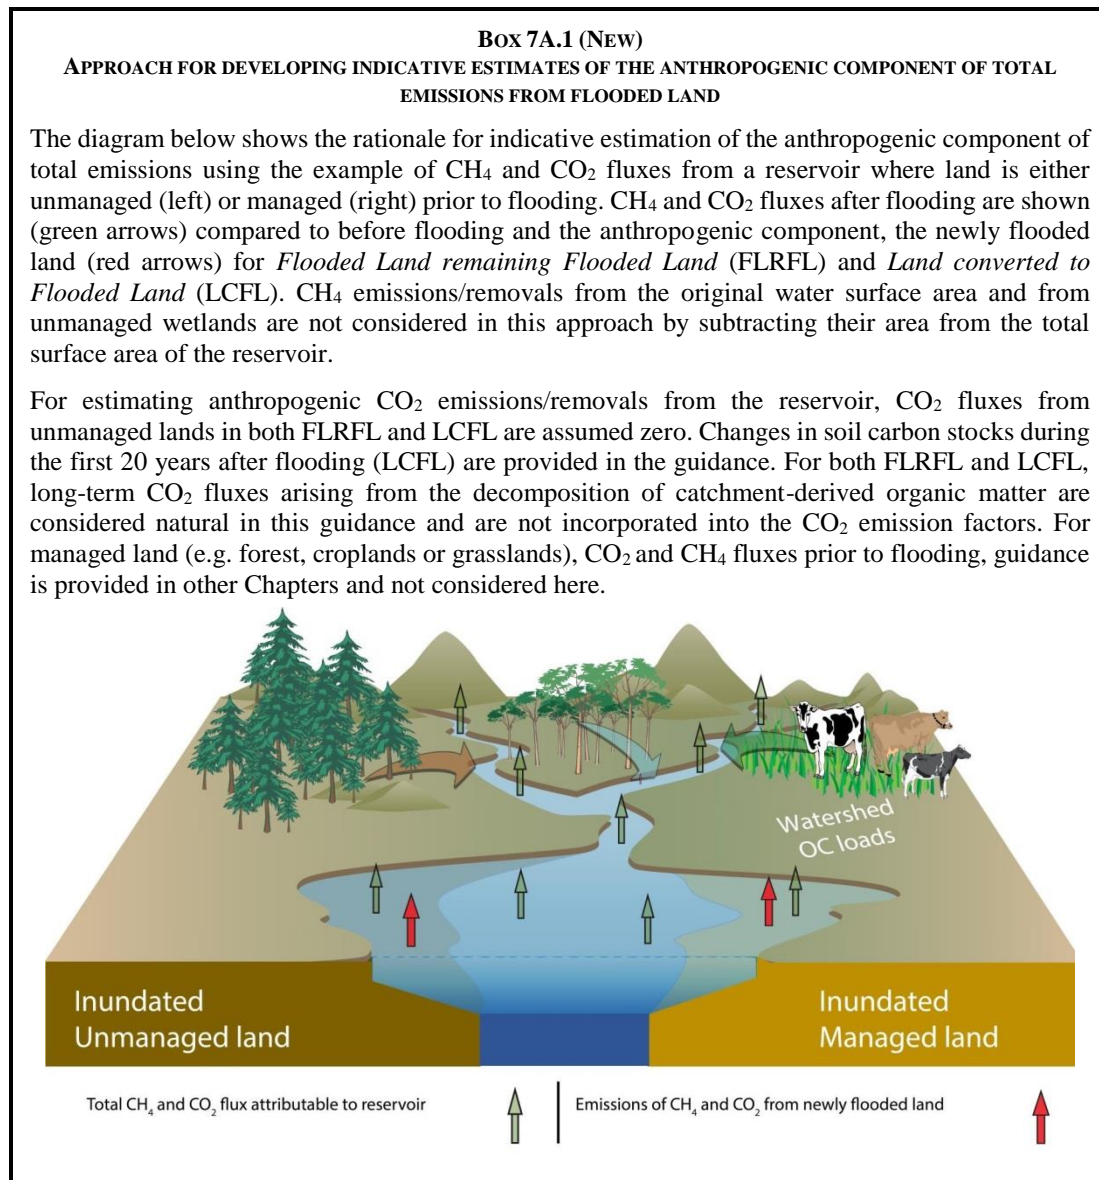 BOX 7A.1 (NEW)
APPROACH FOR DEVELOPING INDICATIVE ESTIMATES OF THE ANTHROPOGENIC COMPONENT OF TOTAL
EMISSIONS FROM FLOODED LAND
The diagram below shows the rationale for indicative estimation of the anthropogenic component of
total emissions using the example of CH4 and CO2 fluxes from a reservoir where land is either
unmanaged (left) or managed (right) prior to flooding. CH4 and CO2 fluxes after flooding are shown
(green arrows) compared to before flooding and the anthropogenic component, the newly flooded
land (red arrows) for Flooded Land remaining Flooded Land (FLRFL) and Land converted to
Flooded Land (LCFL). CH4 emissions/removals from the original water surface area and from
unmanaged wetlands are not considered in this approach by subtracting their area from the total
surface area of the reservoir.
For estimating anthropogenic CO2 emissions/removals from the reservoir, CO2 fluxes from
unmanaged lands in both FLRFL and LCFL are assumed zero. Changes in soil carbon stocks during
the first 20 years after flooding (LCFL) are provided in the guidance. For both FLRFL and LCFL,
long-term CO2 fluxes arising from the decomposition of catchment-derived organic matter are
considered natural in this guidance and are not incorporated into the CO2 emission factors. For
managed land (e.g. forest, croplands or grasslands), CO2 and CH4 fluxes prior to flooding, guidance
is provided in other Chapters and not considered here.
Watershed
OC loads
Inundated
Unmanaged land
Inundated
Managed land
Total CH4 and CO2 flux attributable to reservoir
Emissions of CH4 and CO2 from newly flooded land